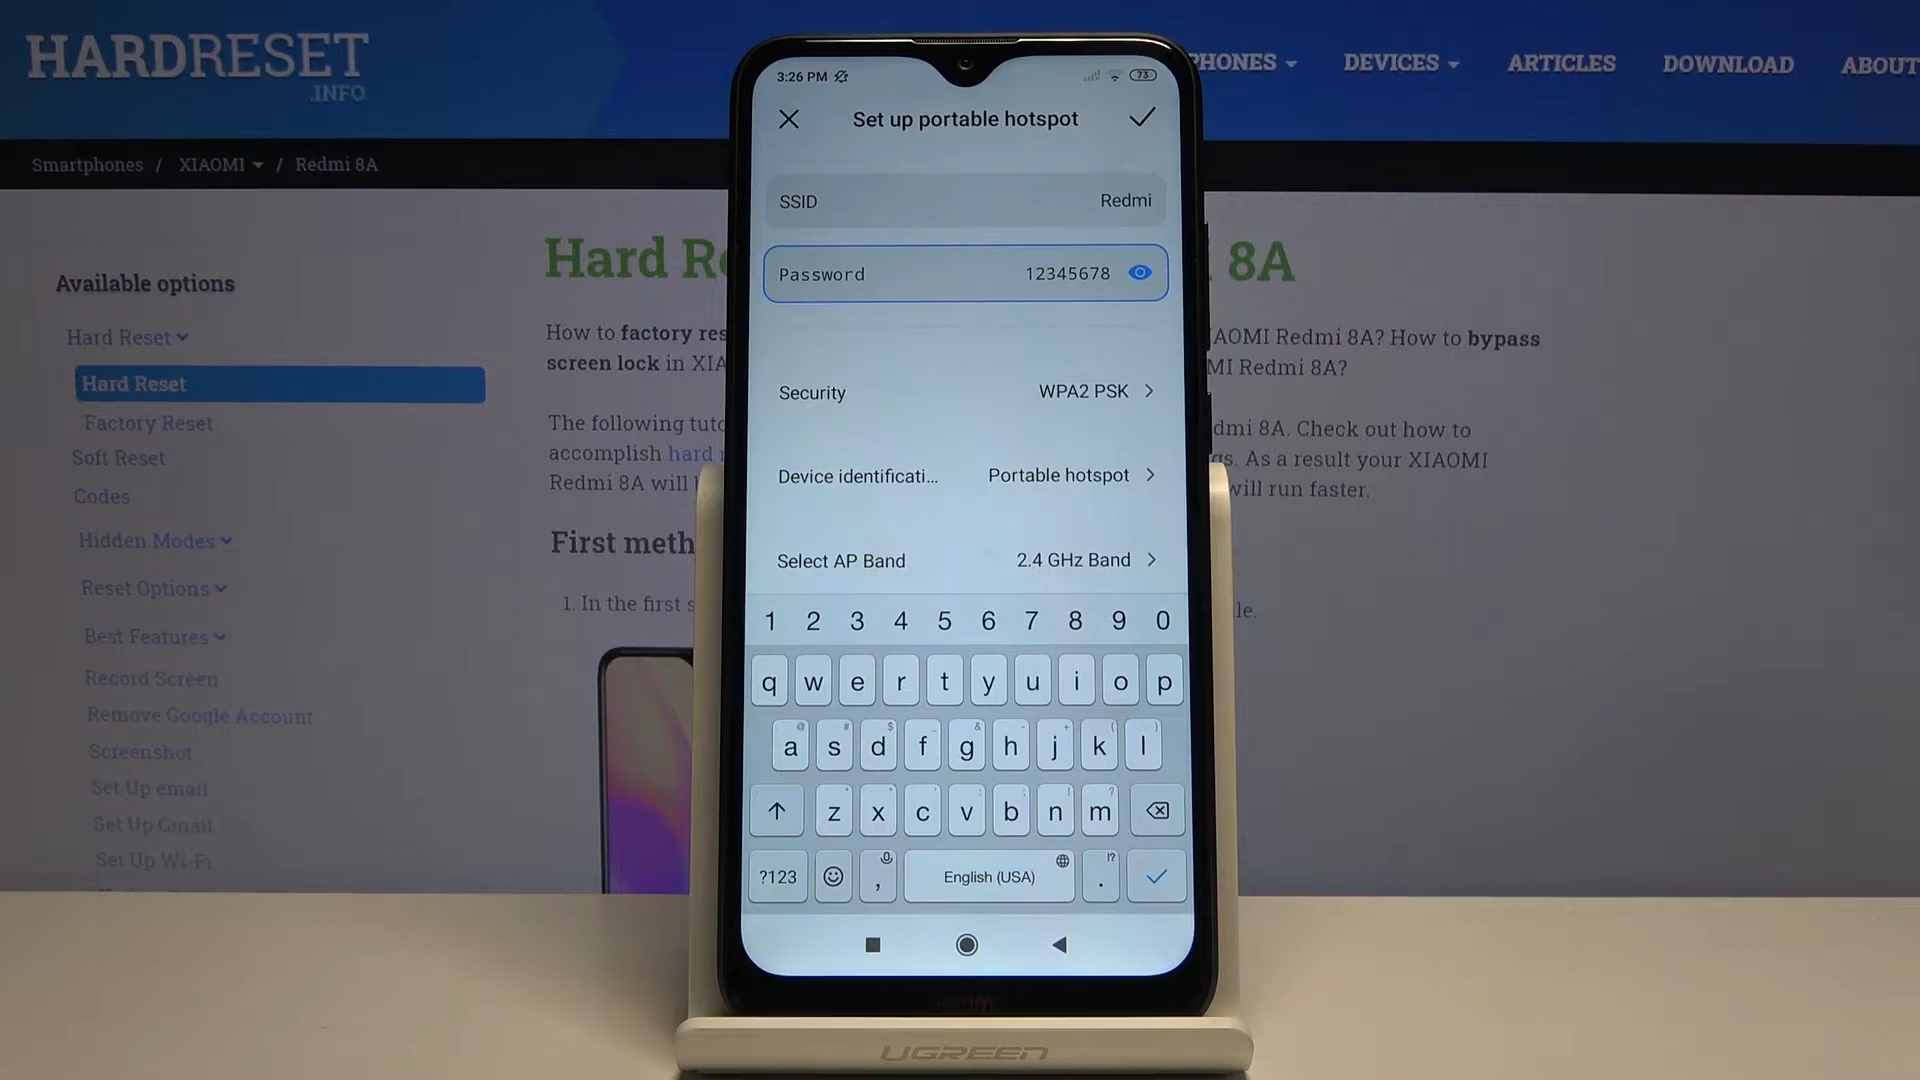 HARDRESET
.INFO
PHONES
DEVICES
ARTICLES
DOWNLOAD
ABOUT
Smartphones / XIAOMI / Redmi 8A
Available options
Hard Reset
Hard Reset
Factory Reset
Soft Reset
Codes
Hidden Modes
Reset Options
Best Features
Record Screen
Remove Google Account
Screenshot
Set Up email
Set Up Gmail
Set Up Wi-Fi
Hard Re
8A
How to factory res
IAOMI Redmi 8A? How to bypass
screen lock in XIA
MI Redmi 8A?
The following tuto
dmi 8A. Check out how to
accomplish hard r
gs. As a result your XIAOMI
Redmi 8A will
will run faster.
First meth
1. In the first s
le.
3:26 PM
73
Set up portable hotspot
SSID Redmi
Password 12345678
Security WPA2 PSK
Device identificati... Portable hotspot
Select AP Band 2.4 GHz Band
1 2 3 4 5 6 7 8 9 0
q w e r t y u i o p
a s d f g h j k l
z x c v b n m
?123 , English (USA) . !?
UGREEN